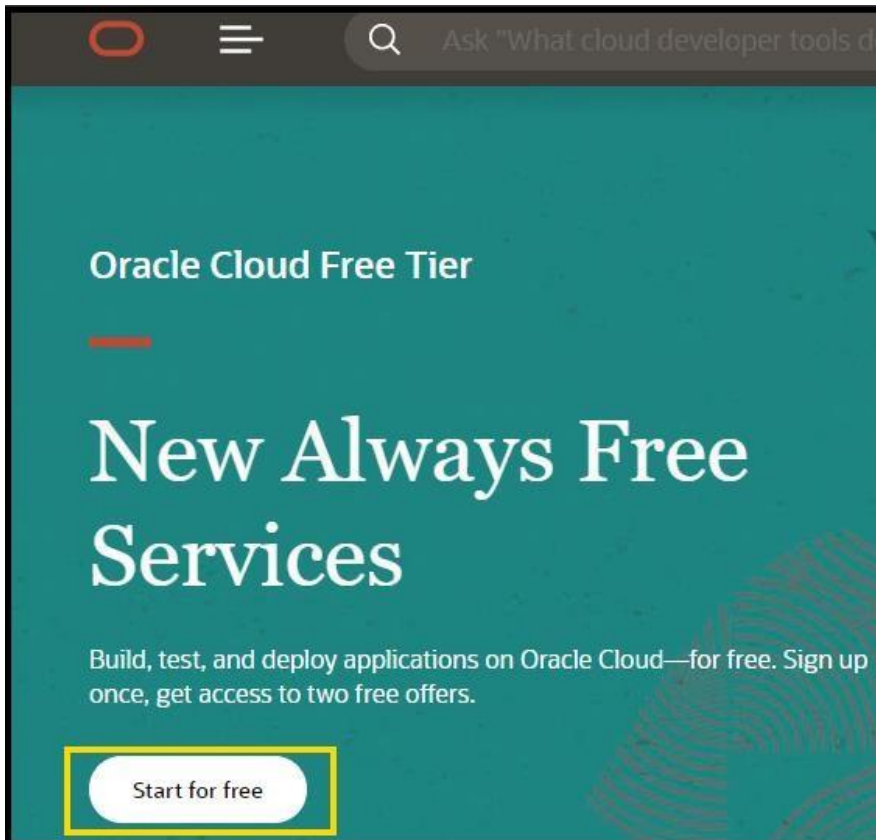 Ask "What cloud developer tools d
Oracle Cloud Free Tier
New Always Free
Services
Build, test, and deploy applications on Oracle Cloud—for free. Sign up
once, get access to two free offers.
Start for free